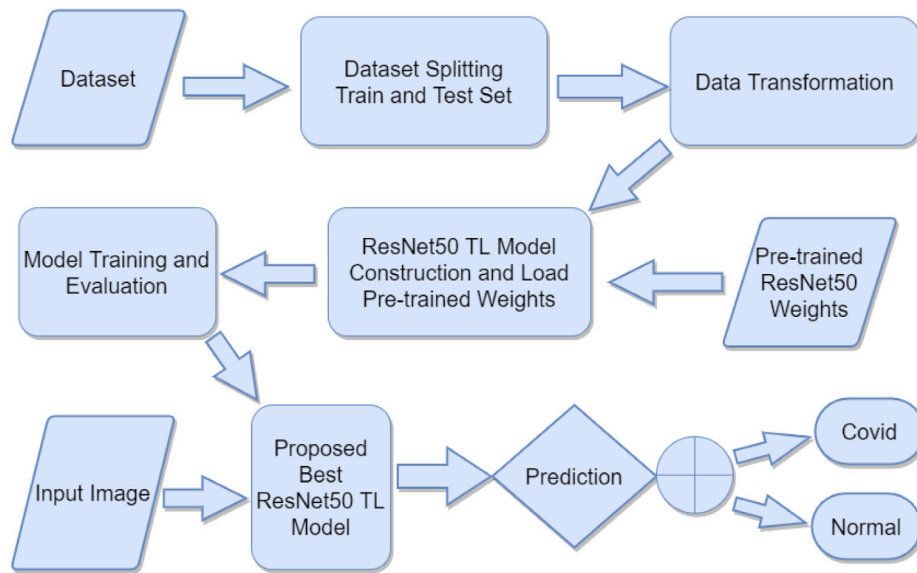 Dataset
Dataset Splitting
Train and Test Set
Data Transformation
Model Training and
Evaluation
ResNet50 TL Model
Construction and Load
Pre-trained Weights
Pre-trained
ResNet50
Weights
Input Image
Proposed
Best
ResNet50 TL
Model
Prediction
Covid
Normal